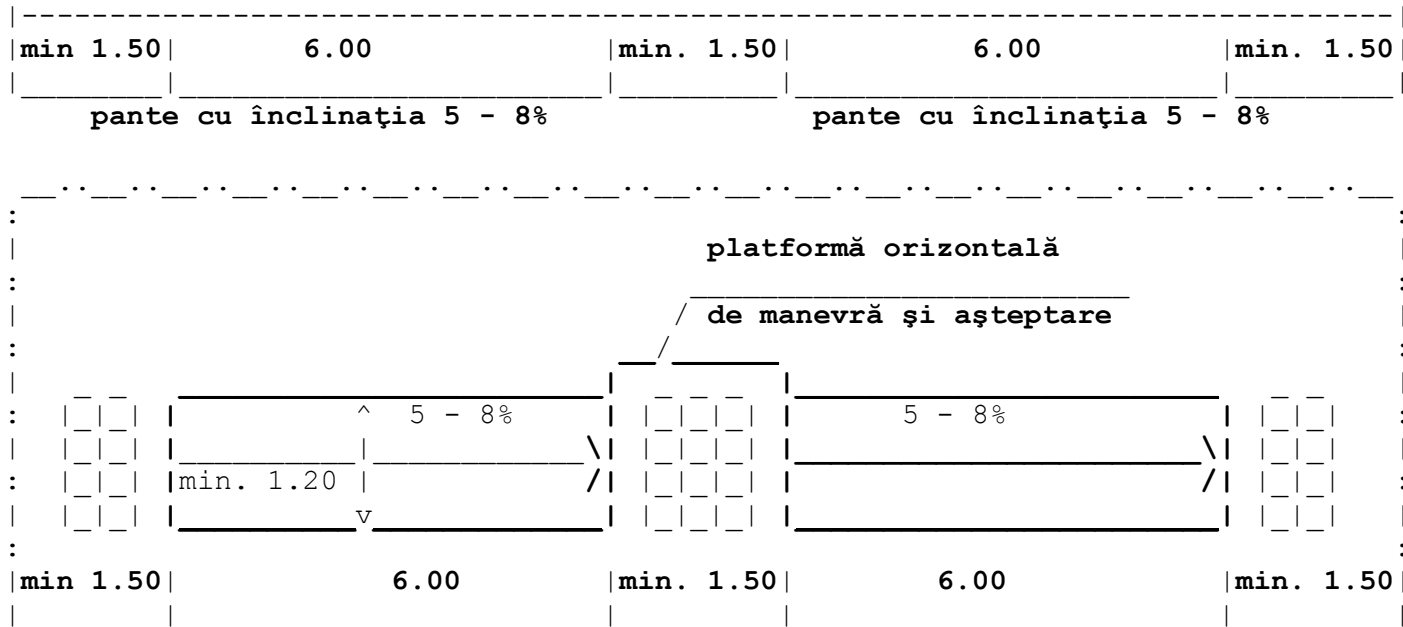 min 1.50 6.00 min. 1.50 6.00 min. 1.50
pante cu înclinaţia 5 - 8% pante cu înclinaţia 5 - 8%
platformă orizontală
de manevră şi aşteptare
5 - 8% 5 - 8%
min. 1.20
min 1.50 6.00 min. 1.50 6.00 min. 1.50